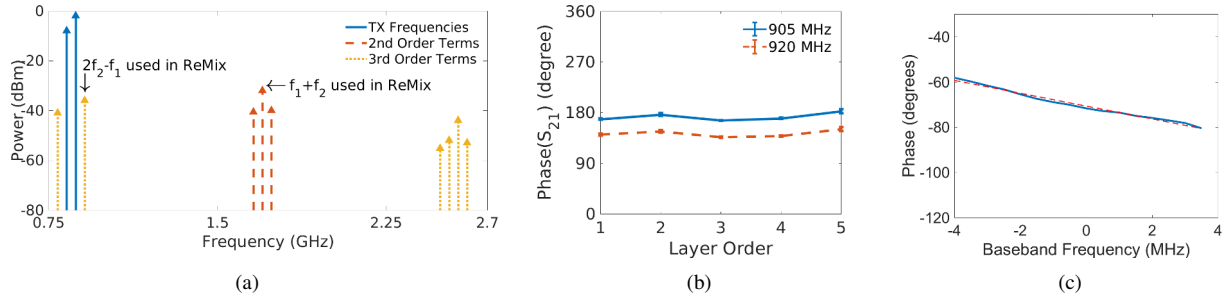 0
-20
-40
-60
-80
Power (dBm)
0.75
1.5
2.25
2.7
Frequency (GHz)
TX Frequencies
2nd Order Terms
3rd Order Terms
2f2-f1 used in ReMix
f1+f2 used in ReMix
(a)
360
270
180
90
0
Phase(S21) (degree)
1
2
3
4
5
Layer Order
905 MHz
920 MHz
(b)
-40
-60
-80
-100
-120
Phase (degrees)
-4
-2
0
2
4
Baseband Frequency (MHz)
(c)